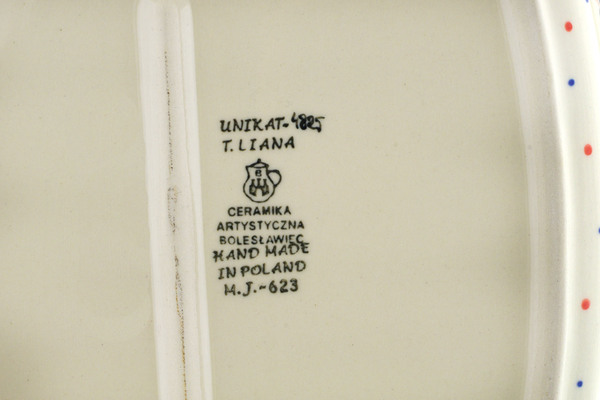 UNIKAT-4825
T. LIANA
B
CERAMIKA
ARTYSTYCZNA
BOLESŁAWIEC
HAND MADE
IN POLAND
M.J.~623